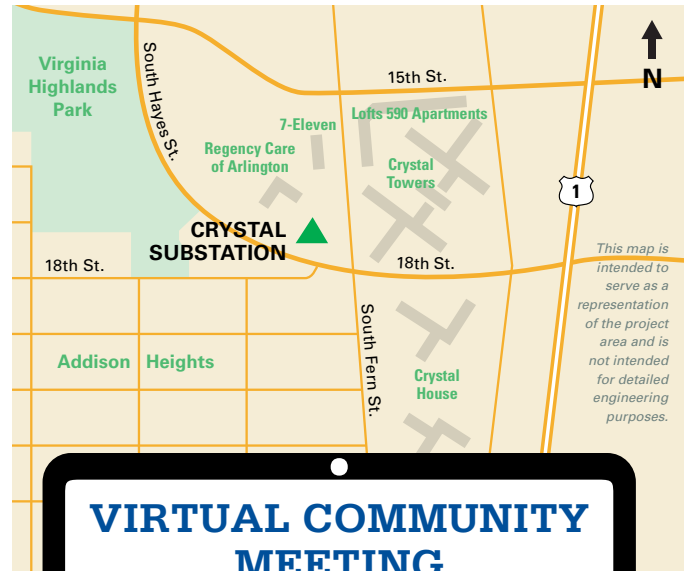 Virginia
Highlands
Park
South Hayes St.
15th St.
N
7-Eleven
Lofts 590 Apartments
Regency Care
of Arlington
Crystal
Towers
1
CRYSTAL
SUBSTATION
18th St.
18th St.
This map is
intended to
serve as a
representation
of the project
area and is
not intended
for detailed
engineering
purposes.
South Fern St.
Addison Heights
Crystal
House
VIRTUAL COMMUNITY
MEETING